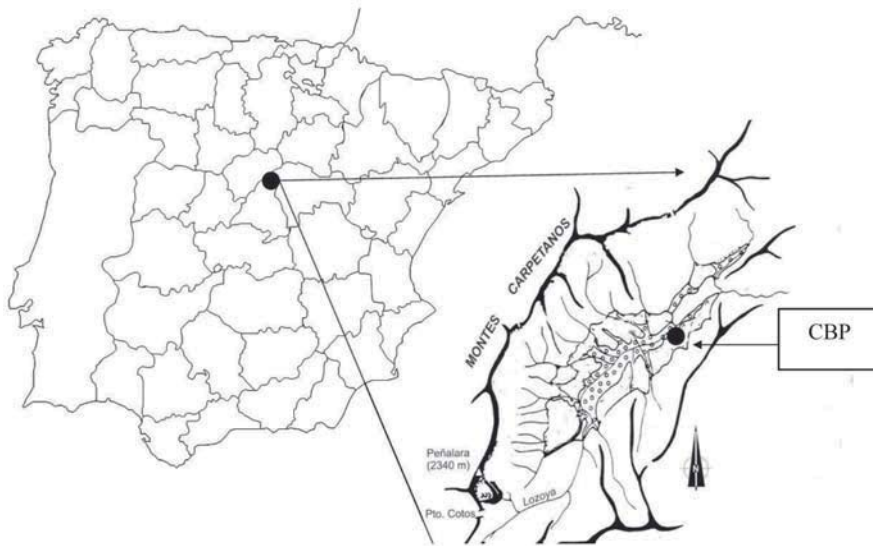 MONTES CARPETANOS
CBP
Peñalara
(2340 m)
Lozoya
Pto. Cotos
N